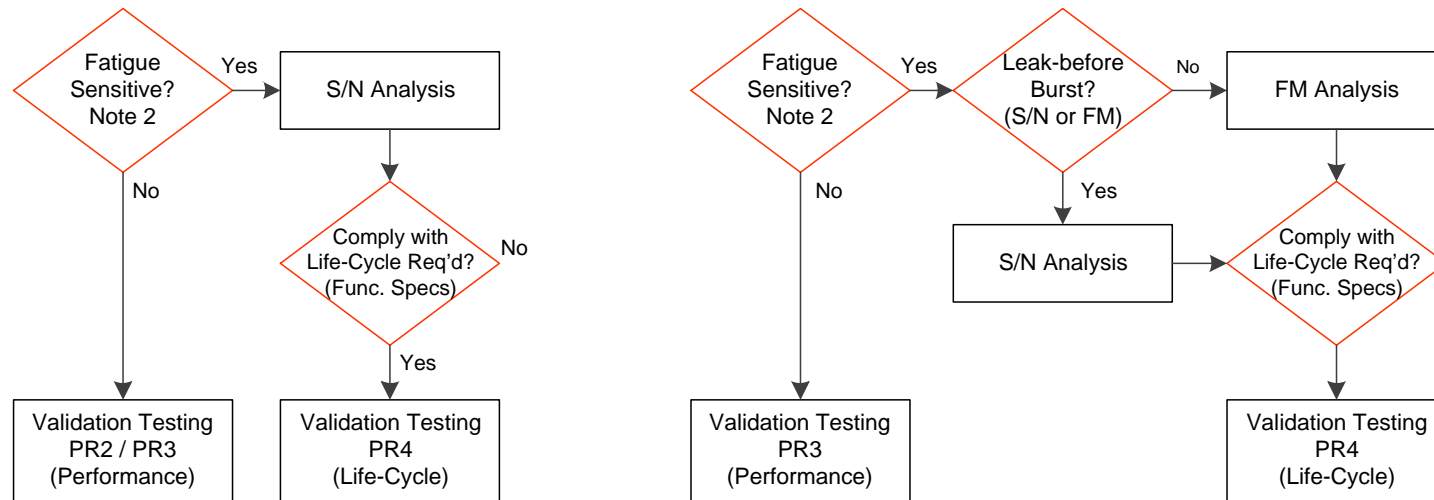 Fatigue
Sensitive?
Note 2
Yes
S/N Analysis
No
Comply with
Life-Cycle Req’d?
(Func. Specs)
No
Yes
Validation Testing
PR2 / PR3
(Performance)
Validation Testing
PR4
(Life-Cycle)
Fatigue
Sensitive?
Note 2
Yes
Leak-before
Burst?
(S/N or FM)
No
FM Analysis
No
Yes
S/N Analysis
Comply with
Life-Cycle Req’d?
(Func. Specs)
Yes
Validation Testing
PR3
(Performance)
Validation Testing
PR4
(Life-Cycle)